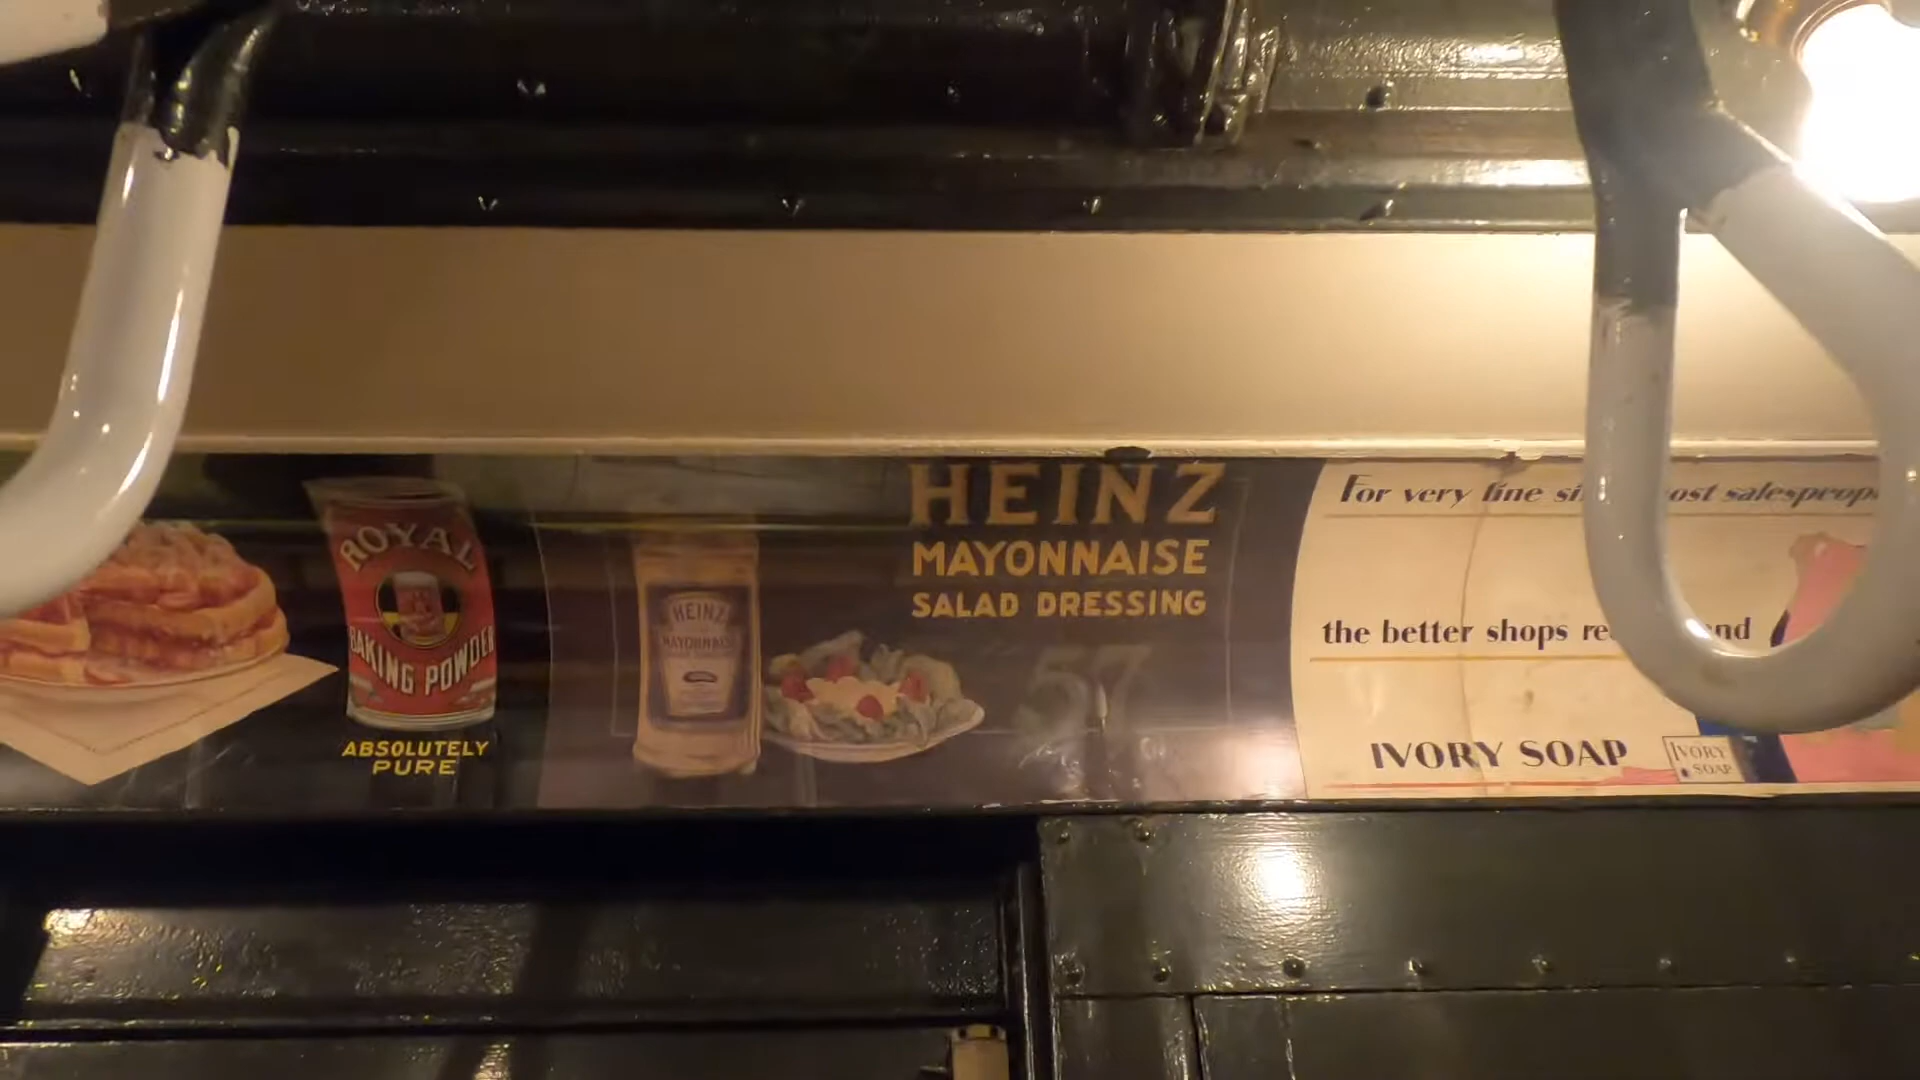 ROYAL
BAKING POWDER
ABSOLUTELY
PURE
HEINZ
MAYONNAISE
HEINZ
MAYONNAISE
SALAD DRESSING
57
For very fine
the better shops
IVORY SOAP
IVORY
SOAP